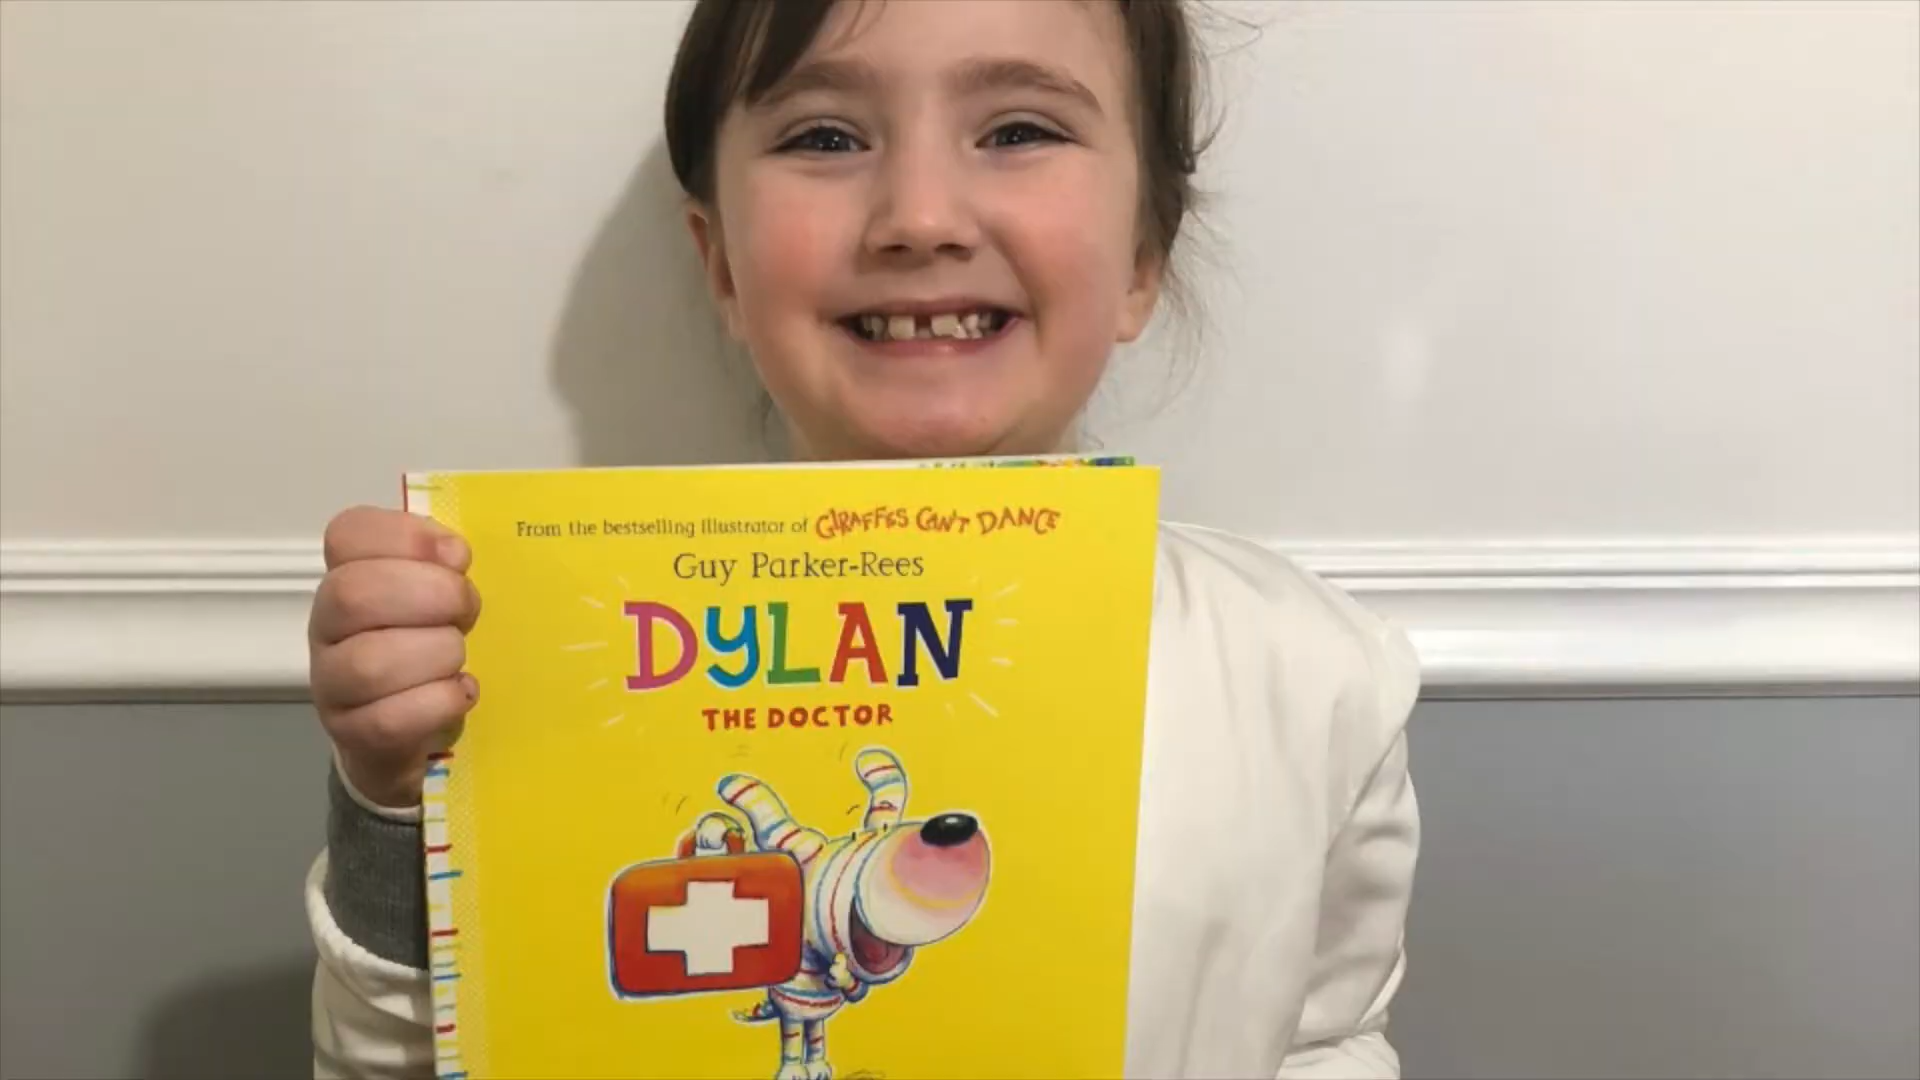 From the bestselling illustrator of GIRAFFES CAN'T DANCE
Guy Parker-Rees
DYLAN
THE DOCTOR